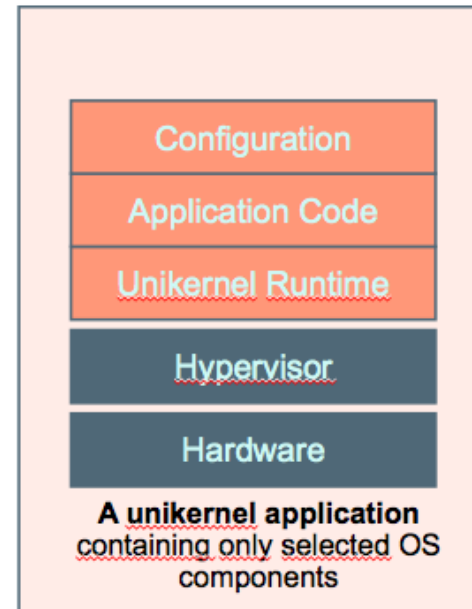 Configuration
Application Code
Unikernel Runtime
Hypervisor
Hardware
A unikernel application
containing only selected OS
components